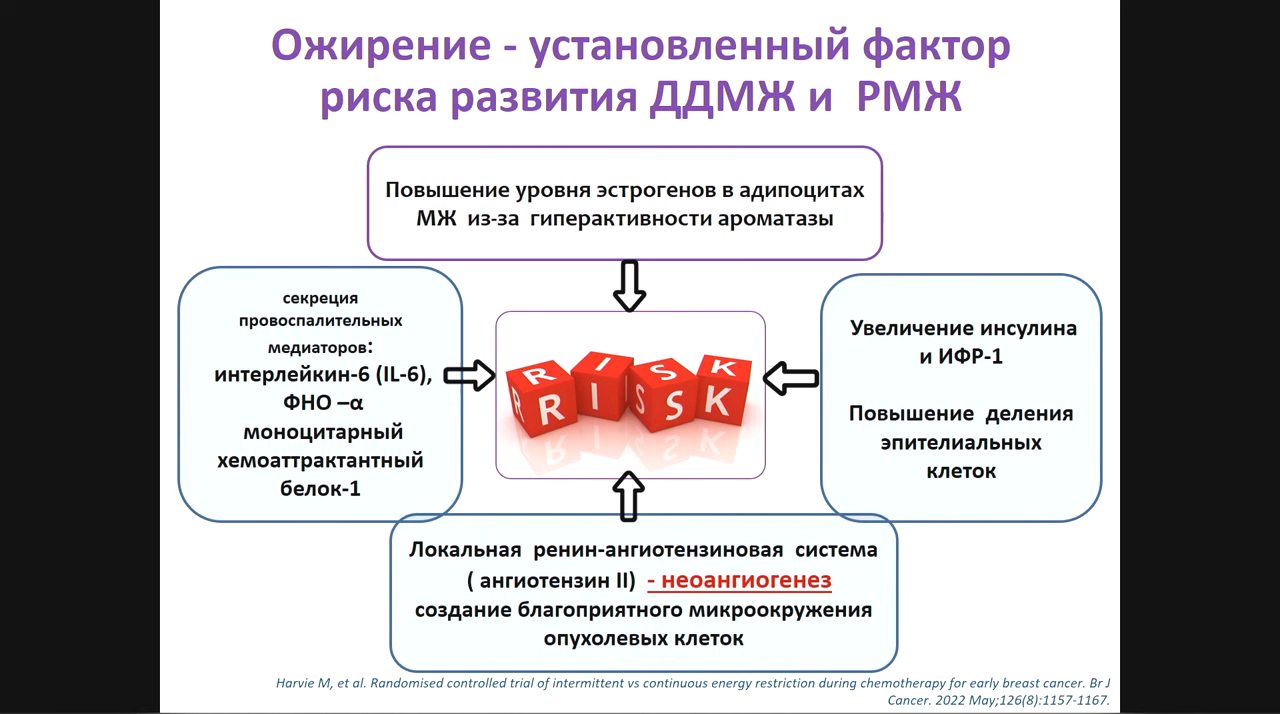 Ожирение - установленный фактор
риска развития ДДМЖ и РМЖ
Повышение уровня эстрогенов в адипоцитах
МЖ из-за гиперактивности ароматазы
секреция
провоспалительных
медиаторов:
интерлейкин-6 (IL-6),
ФНО –α
моноцитарный
хемоаттрактантный
белок-1
R I S K
R I S K
Увеличение инсулина
и ИФР-1
Повышение деления
эпителиальных
клеток
Локальная ренин-ангиотензиновая система
( ангиотензин II) - неоангиогенез
создание благоприятного микроокружения
опухолевых клеток
Harvie M, et al. Randomised controlled trial of intermittent vs continuous energy restriction during chemotherapy for early breast cancer. Br J
Cancer. 2022 May;126(8):1157-1167.